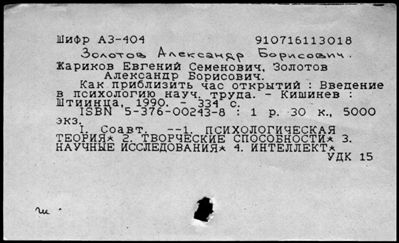 Шифр АЗ-404 910716113018
Золотов Александр Борисович.
Жариков Евгений Семенович, Золотов
Александр Борисович.
Как приблизить час открытий : Введение
в психологию науч. труда. - Кишинев :
Штиинца, 1990. - 334 с.
ISBN 5-376-00243-8 : 1 р. 30 к., 5000
экз.
I. Соавт. --1. ПСИХОЛОГИЧЕСКАЯ
ТЕОРИЯ* 2. ТВОРЧЕСКИЕ СПОСОБНОСТИ* 3.
НАУЧНЫЕ ИССЛЕДОВАНИЯ* 4. ИНТЕЛЛЕКТ*
УДК 15